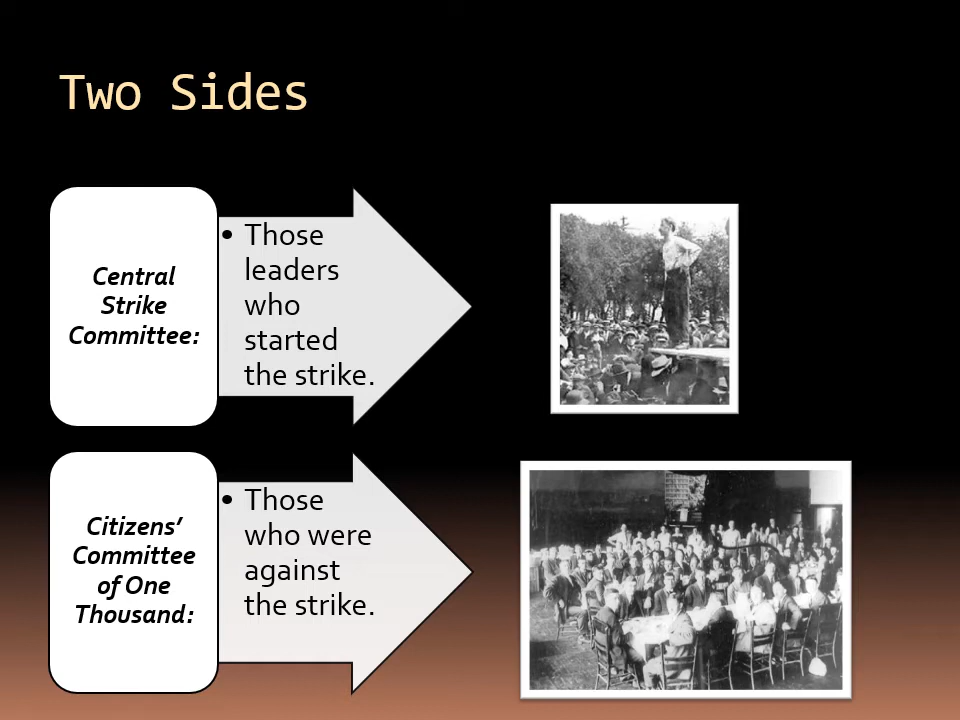 Two Sides
Central
Strike
Committee:
• Those
leaders
who
started
the strike.
Citizens’
Committee
of One
Thousand:
• Those
who were
against
the strike.